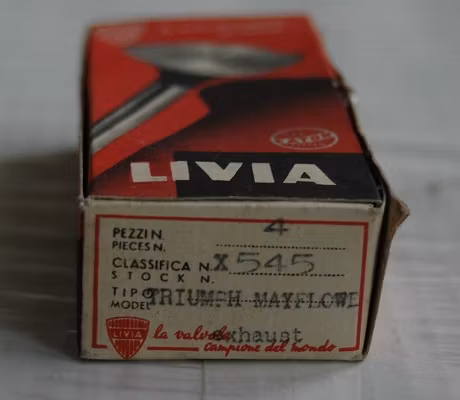 LIVIA
PEZZI N. 4
PIECES N.
CLASSIFICA N. X545
STOCK N.
TIPO TRIUMPH MAYFLOWE
MODEL
LIVIA
la valvola exhaust
campione del mondo